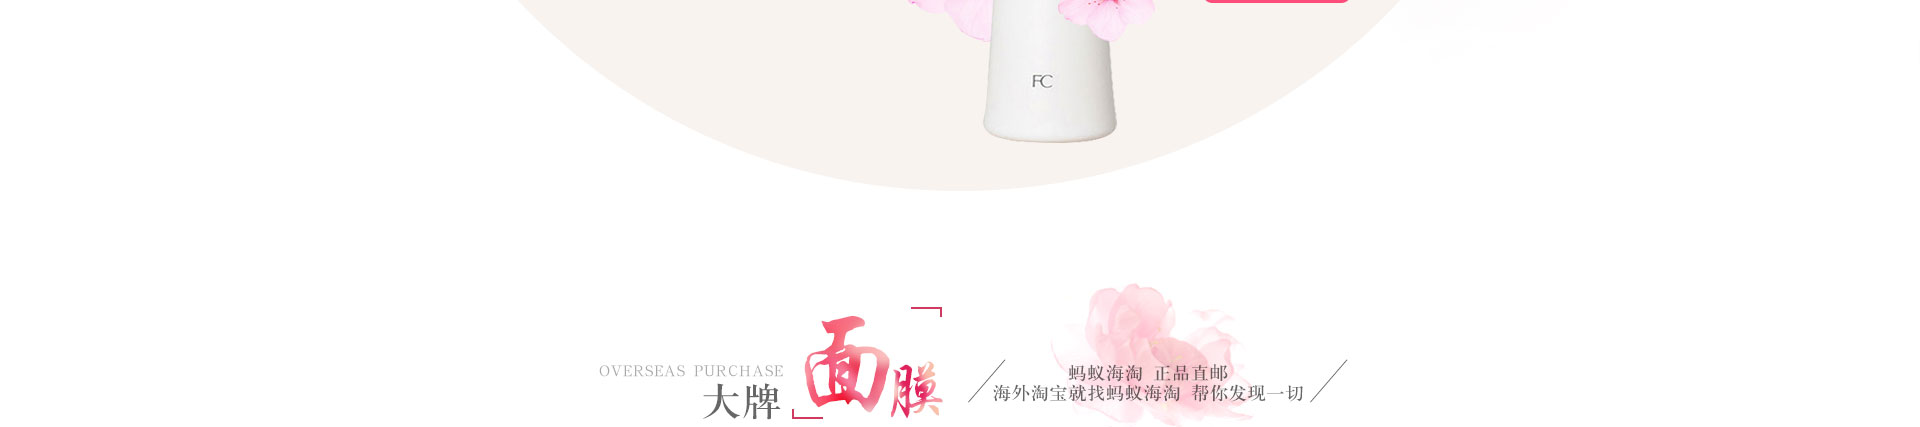 FC
OVERSEAS PURCHASE
大牌
面膜
蚂蚁海淘 正品直邮
海外淘宝就找蚂蚁海淘 帮你发现一切